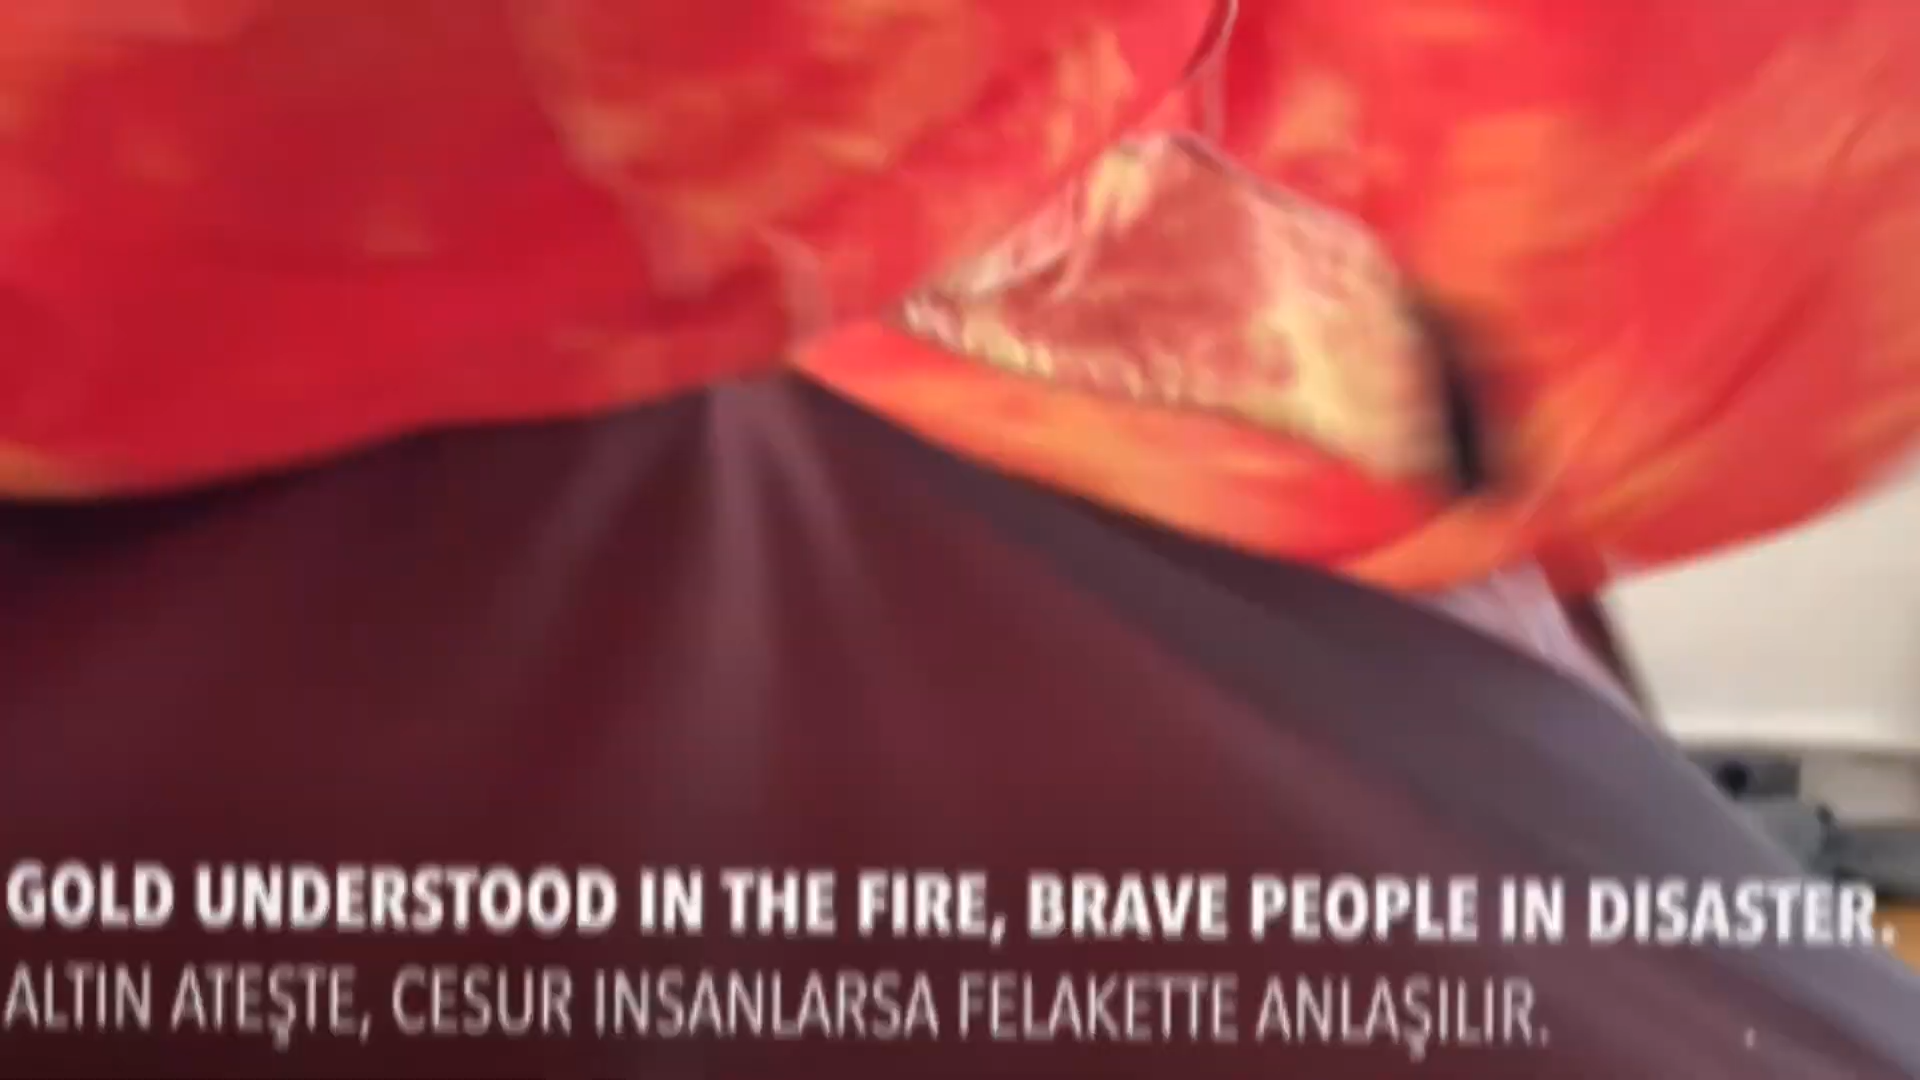 GOLD UNDERSTOOD IN THE FIRE, BRAVE PEOPLE IN DISASTER.
ALTIN ATEŞTE, CESUR INSANLARSA FELAKETTE ANLAŞILIR.